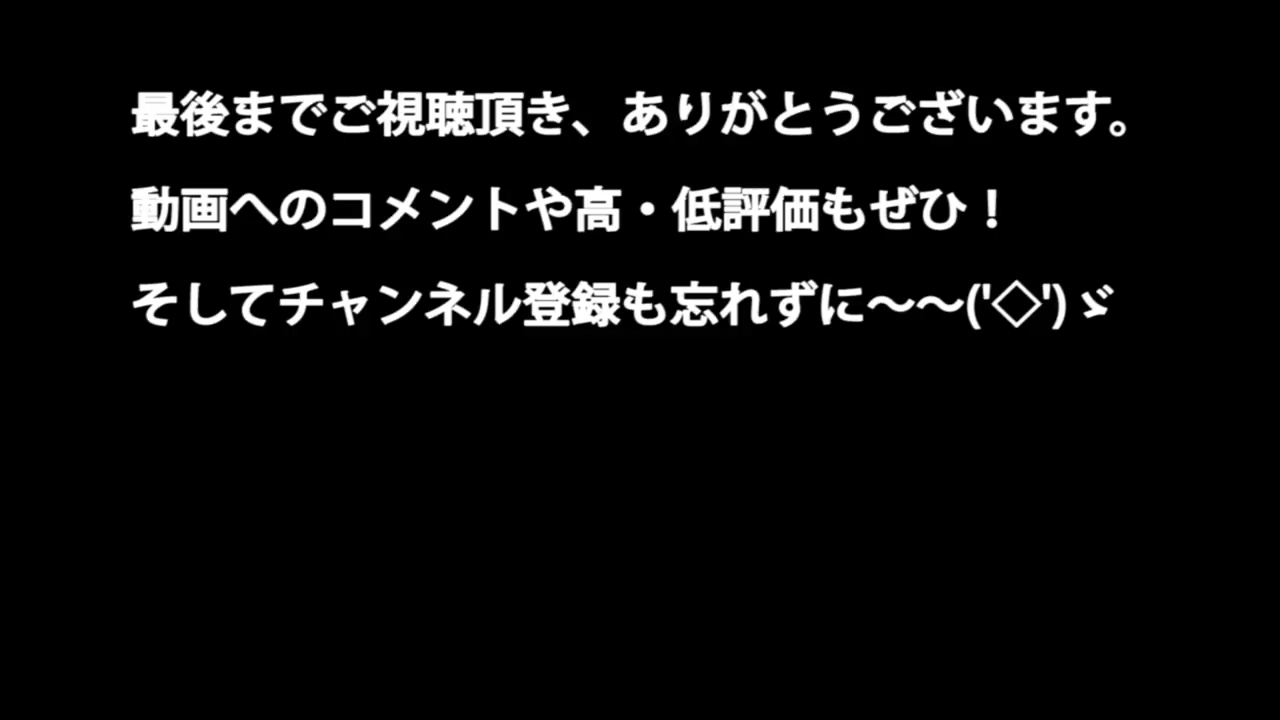 最後までご視聴頂き、ありがとうございます。
動画へのコメントや高・低評価もぜひ！
そしてチャンネル登録も忘れずに～～('◇')ゞ